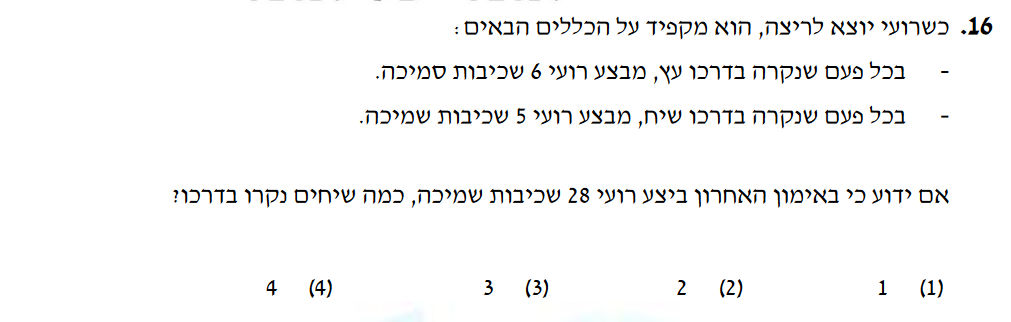 16. כשרועי יוצא לריצה, הוא מקפיד על הכללים הבאים:
- בכל פעם שנקרה בדרכו עץ, מבצע רועי 6 שכיבות סמיכה.
- בכל פעם שנקרה בדרכו שיח, מבצע רועי 5 שכיבות שמיכה.
אם ידוע כי באימון האחרון ביצע רועי 28 שכיבות שמיכה, כמה שיחים נקרו בדרכו?
(1) 1 (2) 2 (3) 3 (4) 4